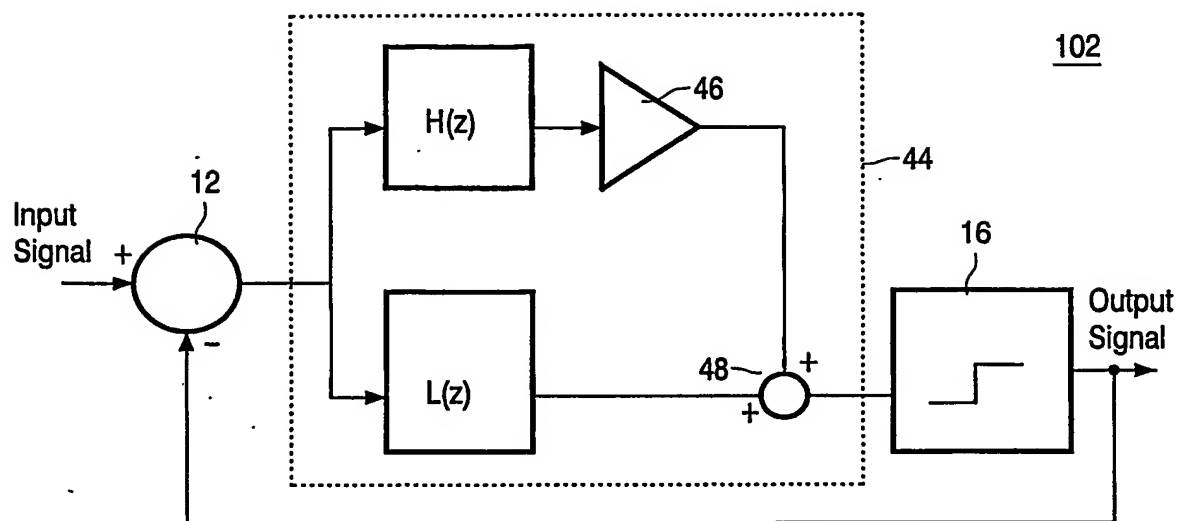 102
46
H(z)
44
12
Input
Signal
+
-
16
Output
Signal
L(z)
48
+
+